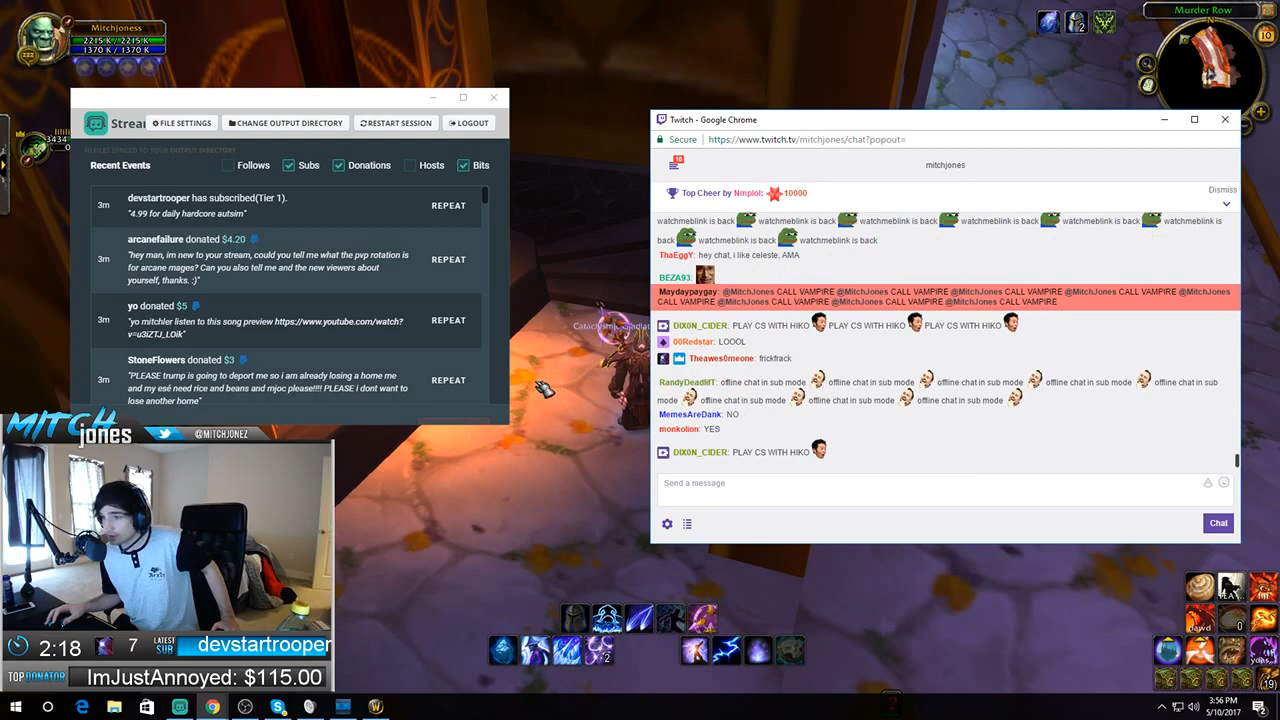 Mitchjoness
2215 K / 2215 K
1370 K / 1370 K
Murder Row
N
10
2
FILE SETTINGS
CHANGE OUTPUT DIRECTORY
RESTART SESSION
LOGOUT
Recent Events
Follows
Subs
Donations
Hosts
Bits
3m
devstartrooper has subscribed(Tier 1).
"4.99 for daily hardcore autsim"
REPEAT
3m
arcanefailure donated $4.20
"hey man, im new to your stream, could you tell me what the pvp rotation is
for arcane mages? Can you also tell me and the new viewers about
yourself, thanks. :)"
REPEAT
3m
yo donated $5
"yo mitchler listen to this song preview https://www.youtube.com/watch?
v=u3iZTJ_LOik"
REPEAT
3m
StoneFlowers donated $3
"PLEASE trump is going to deport me so i am already losing a home me
and my esé need rice and beans and mjoc please!!!! PLEASE i dont want to
lose another home"
REPEAT
Twitch - Google Chrome
Secure
https://www.twitch.tv/mitchjones/chat?popout=
mitchjones
Top Cheer by Nmplol: 10000
Dismiss
watchmeblink is back watchmeblink is back watchmeblink is back watchmeblink is back watchmeblink is back watchmeblink is
back watchmeblink is back watchmeblink is back
ThaEggY: hey chat, i like celeste, AMA
BEZA93:
Maydaypaygay: @MitchJones CALL VAMPIRE @MitchJones CALL VAMPIRE @MitchJones CALL VAMPIRE @MitchJones CALL VAMPIRE @MitchJones
CALL VAMPIRE @MitchJones CALL VAMPIRE @MitchJones CALL VAMPIRE @MitchJones CALL VAMPIRE
DIX0N_CIDER: PLAY CS WITH HIKO PLAY CS WITH HIKO PLAY CS WITH HIKO
00Redstar: LOOOL
Theawes0meone: frickfrack
RandyDeadlifT: offline chat in sub mode offline chat in sub mode offline chat in sub mode offline chat in sub mode offline chat in sub
mode offline chat in sub mode offline chat in sub mode offline chat in sub mode
MemesAreDank: NO
monkolion: YES
DIX0N_CIDER: PLAY CS WITH HIKO
Send a message
Chat
MITCH
jones
@MITCHJONEZ
2:18
7
LATEST
SUB
devstartrooper
TOP DONATOR
ImJustAnnoyed: $115.00
2
dawd
0
(19)
3:56 PM
5/10/2017
2